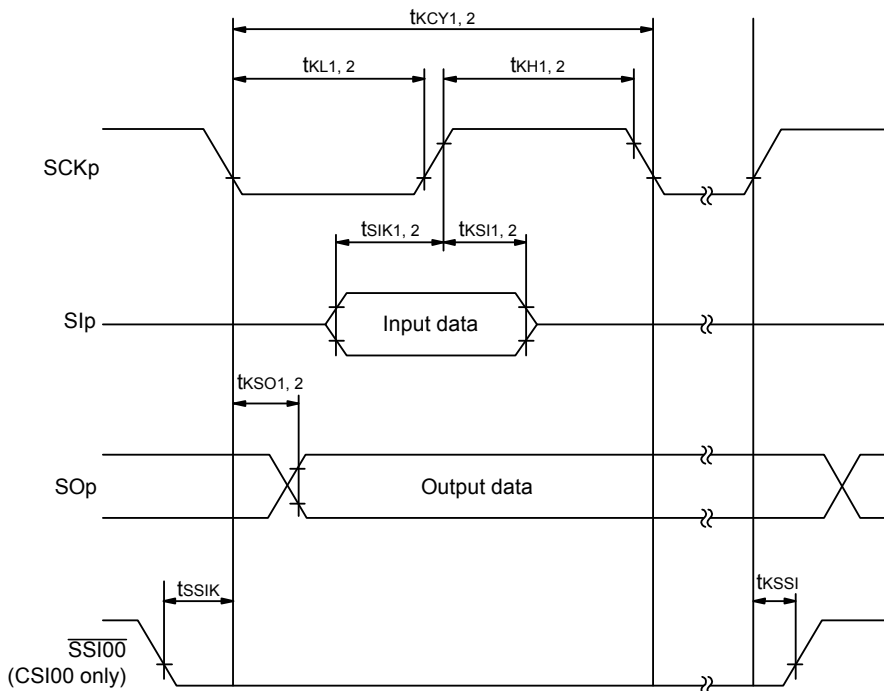 tKCY1, 2
tKL1, 2
tKH1, 2
SCKp
tSIK1, 2
tKSI1, 2
SIp
Input data
tKSO1, 2
SOp
Output data
tSSIK
tKSSI
SSI00
(CSI00 only)